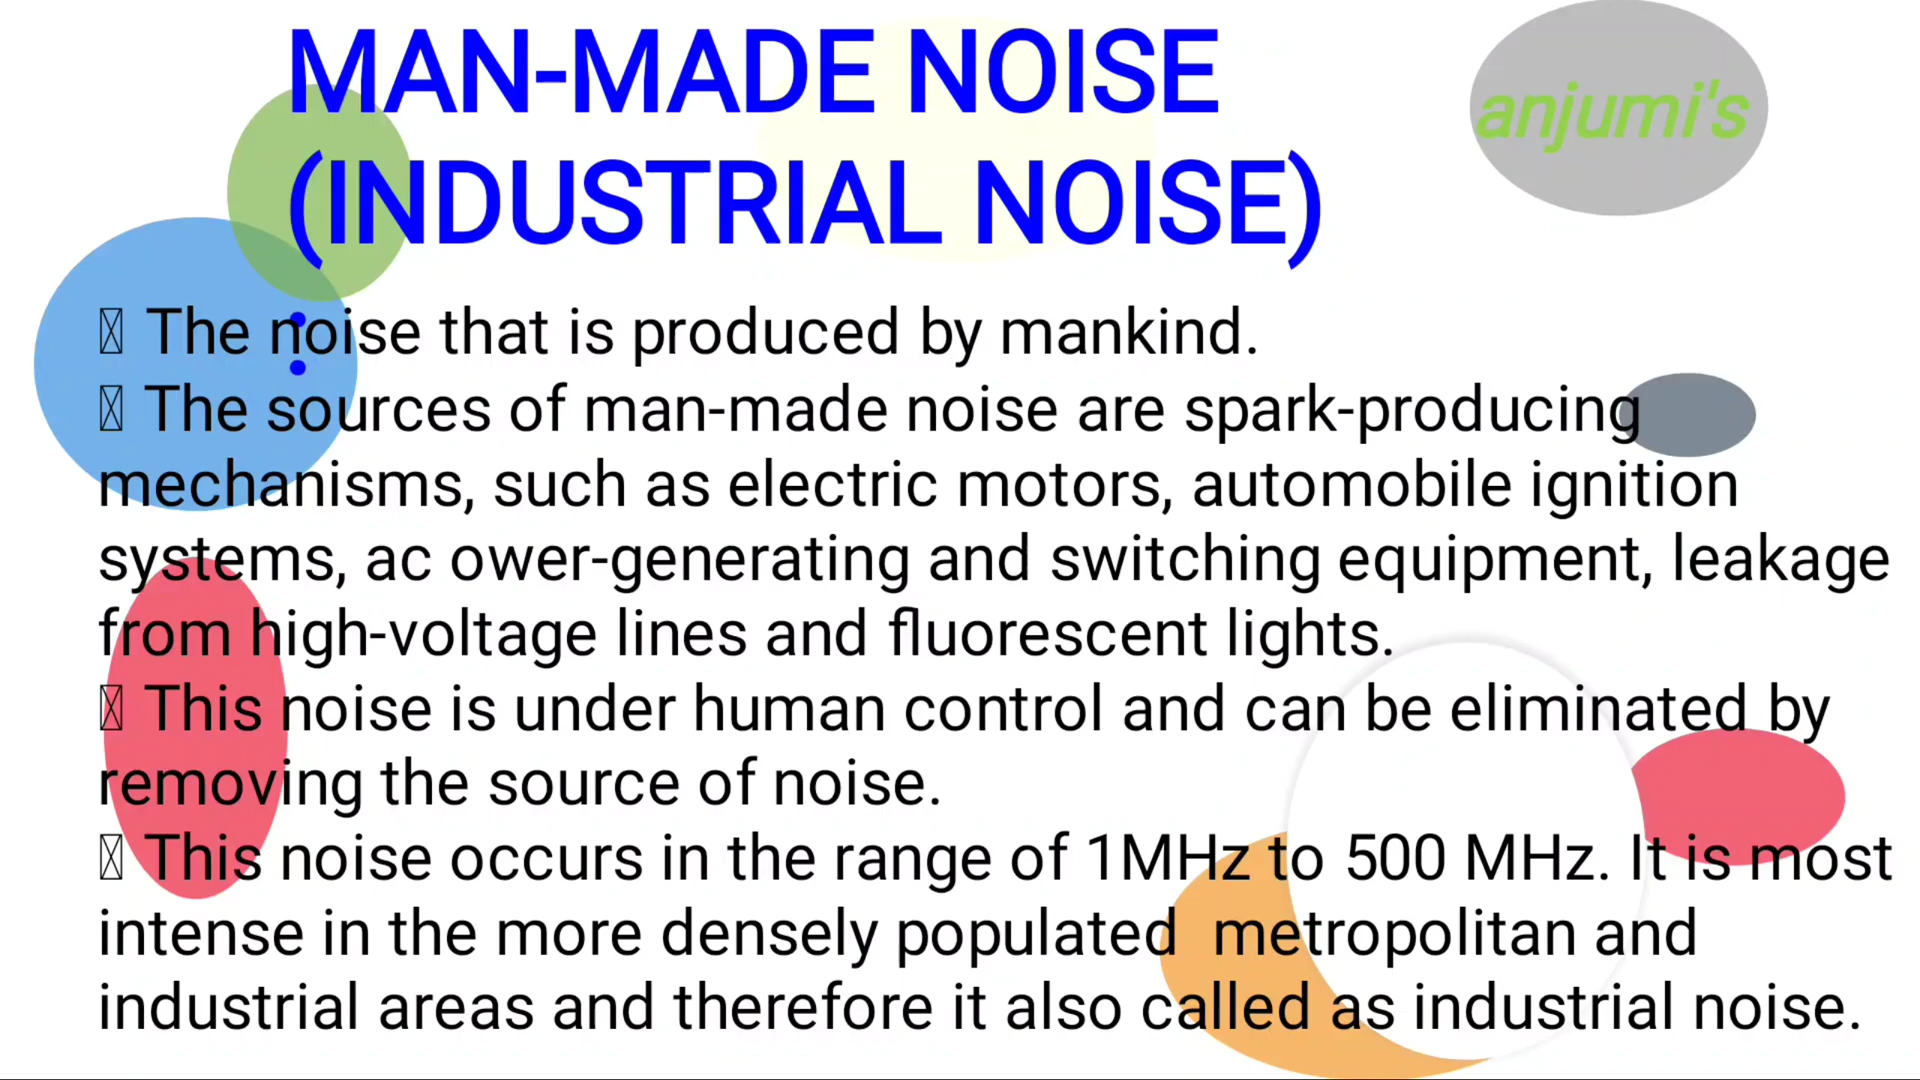 MAN-MADE NOISE
anjumi's
(INDUSTRIAL NOISE)
:
The noise that is produced by mankind.
The sources of man-made noise are spark-producing
mechanisms, such as electric motors, automobile ignition
systems, ac ower-generating and switching equipment, leakage
from high-voltage lines and fluorescent lights.
This noise is under human control and can be eliminated by
removing the source of noise.
This noise occurs in the range of 1MHz to 500 MHz. It is most
intense in the more densely populated  metropolitan and
industrial areas and therefore it also called as industrial noise.